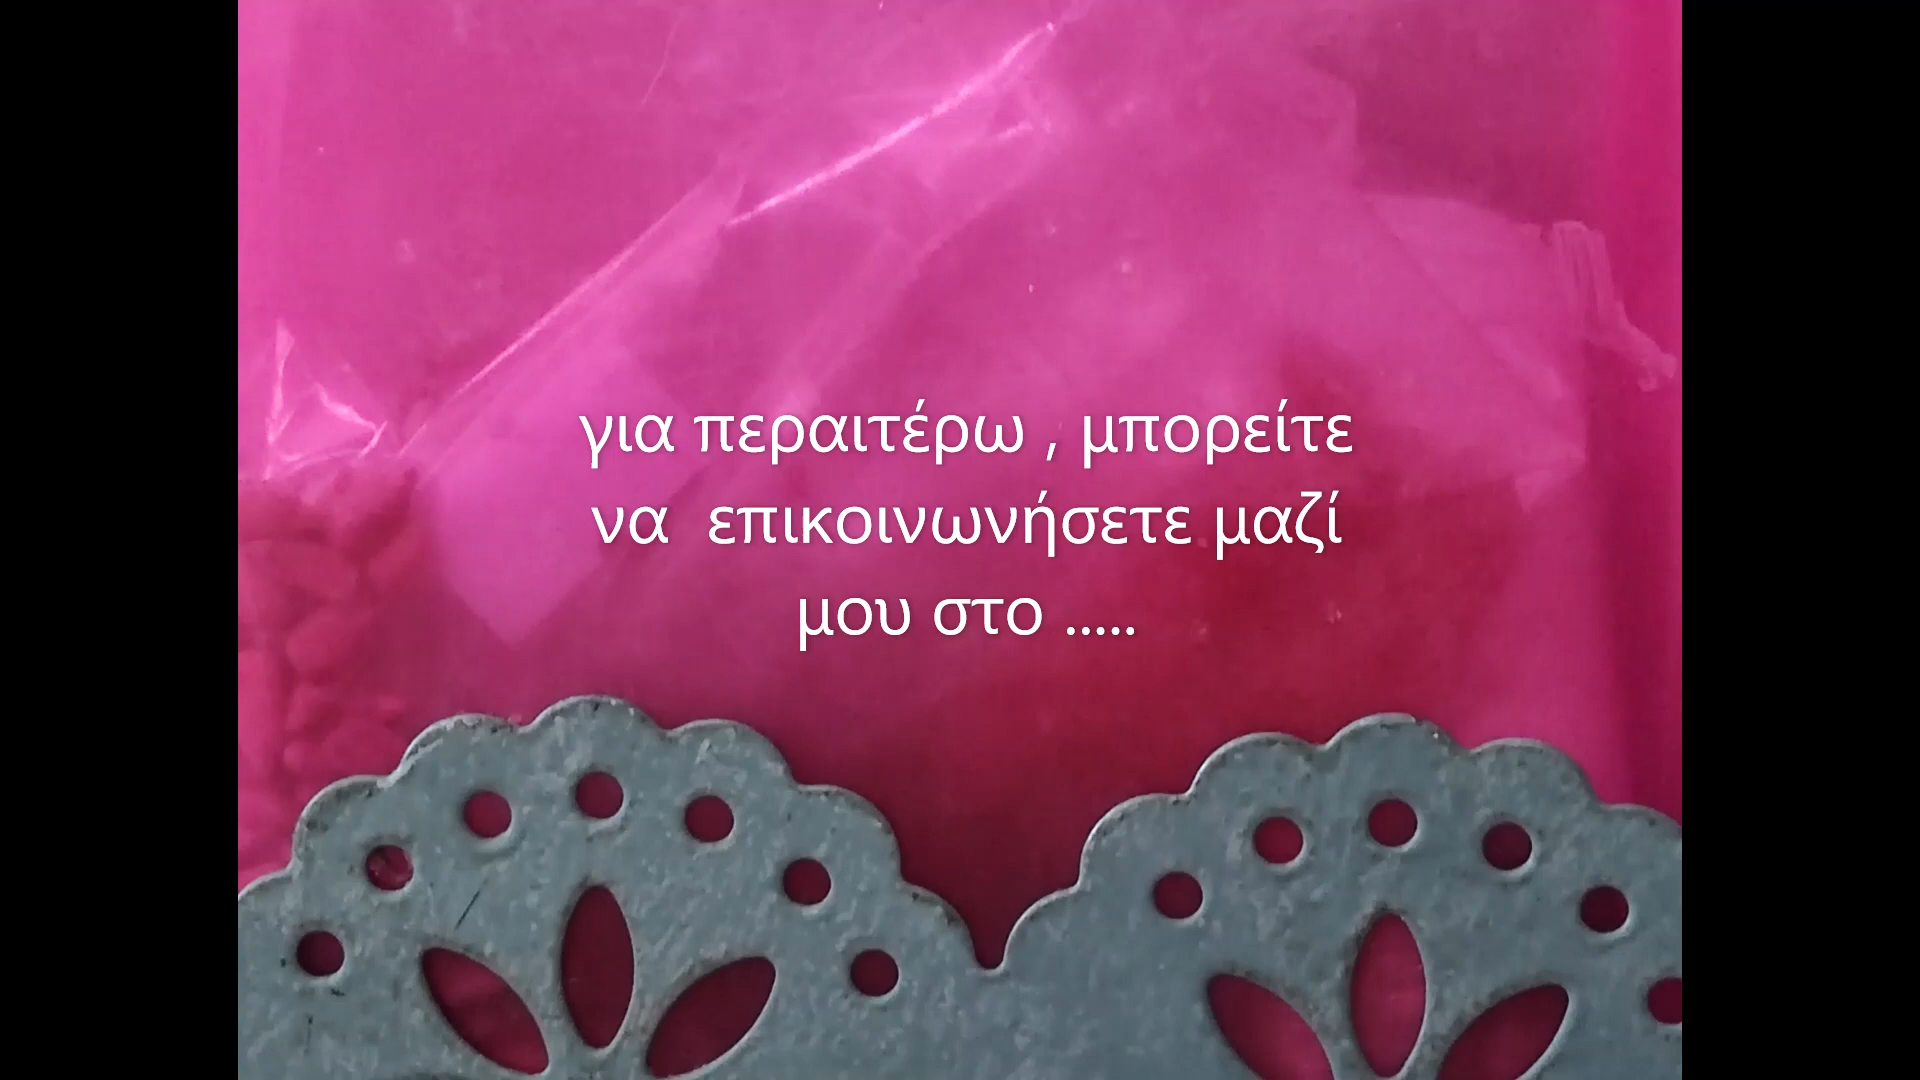 για περαιτέρω , μπορείτε
να  επικοινωνήσετε μαζί
μου στο .....